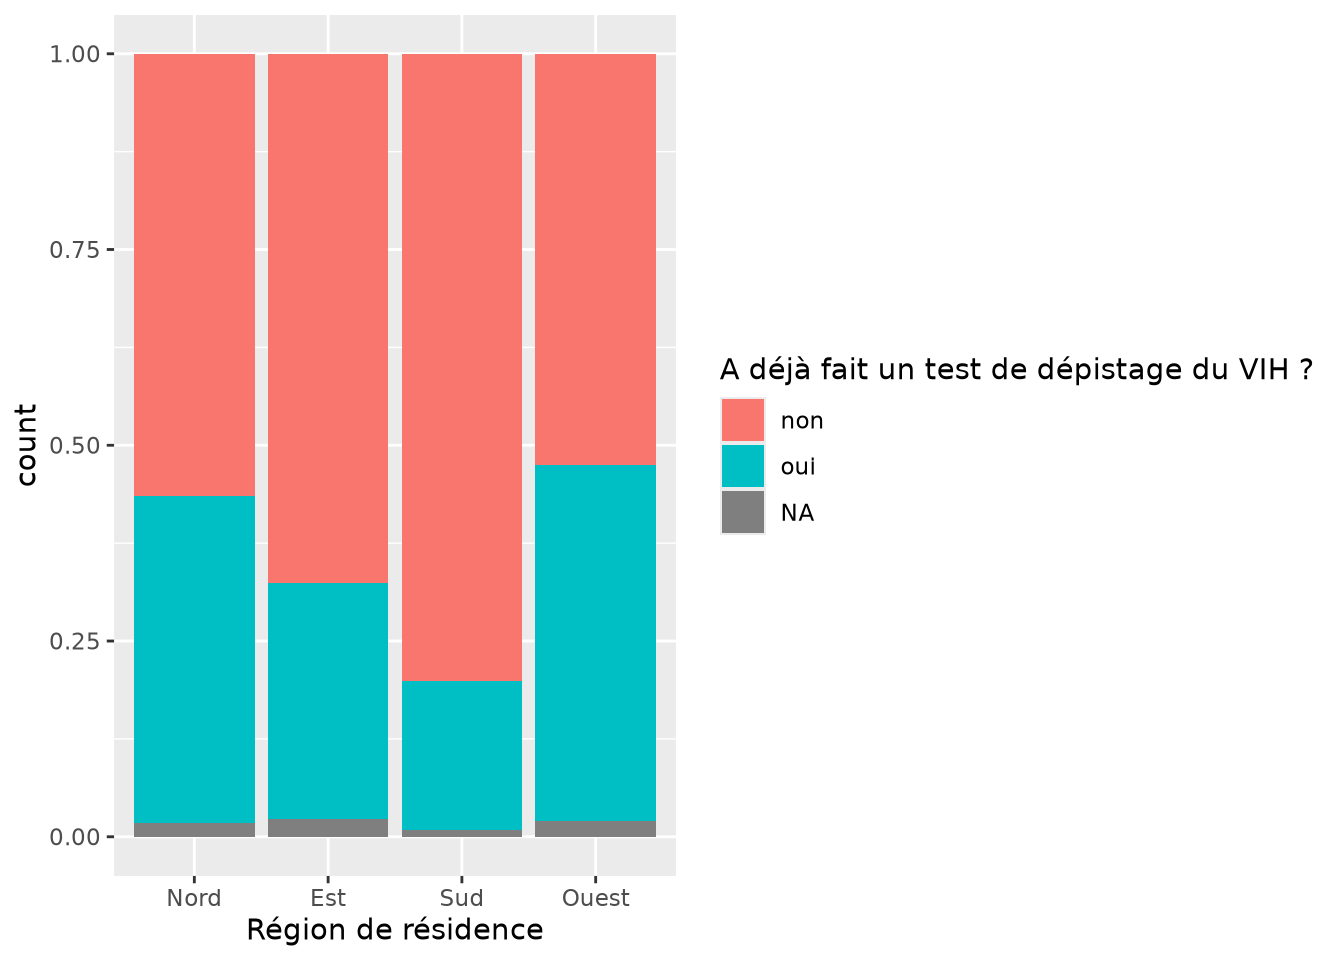 1.00
0.75
0.50
0.25
0.00
count
Nord Est Sud Ouest
Région de résidence
A déjà fait un test de dépistage du VIH ?
non
oui
NA